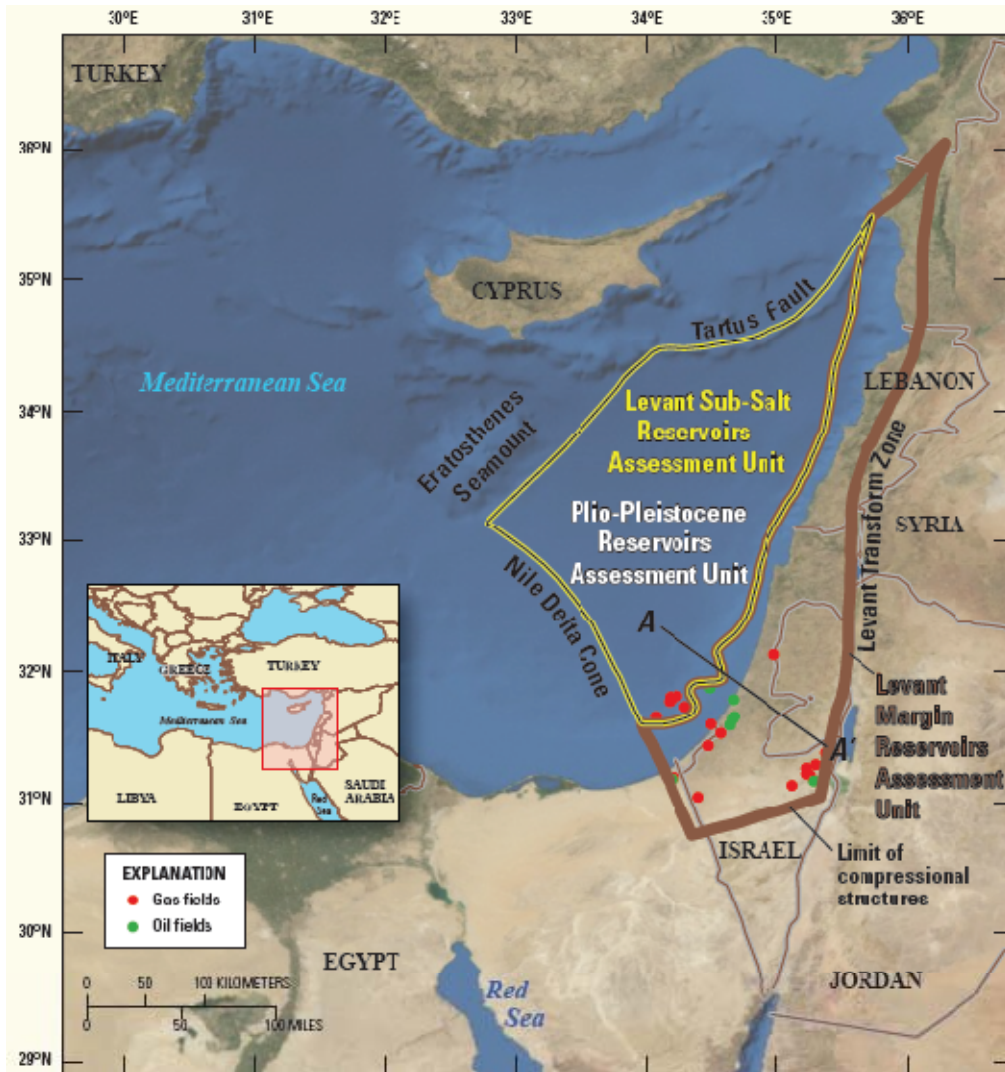 30°E 31°E 32°E 33°E 34°E 35°E 36°E
TURKEY
36°N
35°N
CYPRUS
Tartus Fault
Mediterranean Sea
LEBANON
34°N
Levant Sub-Salt
Reservoirs
Assessment Unit
Eratosthenes
Seamount
Levant Transform Zone
33°N
Plio-Pleistocene
Reservoirs
Assessment Unit
SYRIA
Nile Delta Cone
A
32°N
Levant
Margin
Reservoirs
Assessment
Unit
A'
31°N
ITALY
GREECE
TURKEY
Mediterranean Sea
LIBYA
EGYPT
Red
Sea
SAUDI
ARABIA
ISRAEL
Limit of
compressional
structures
EXPLANATION
Gas fields
Oil fields
30°N
EGYPT
JORDAN
0 50 100 KILOMETERS
0 50 100 MILES
Red
Sea
29°N